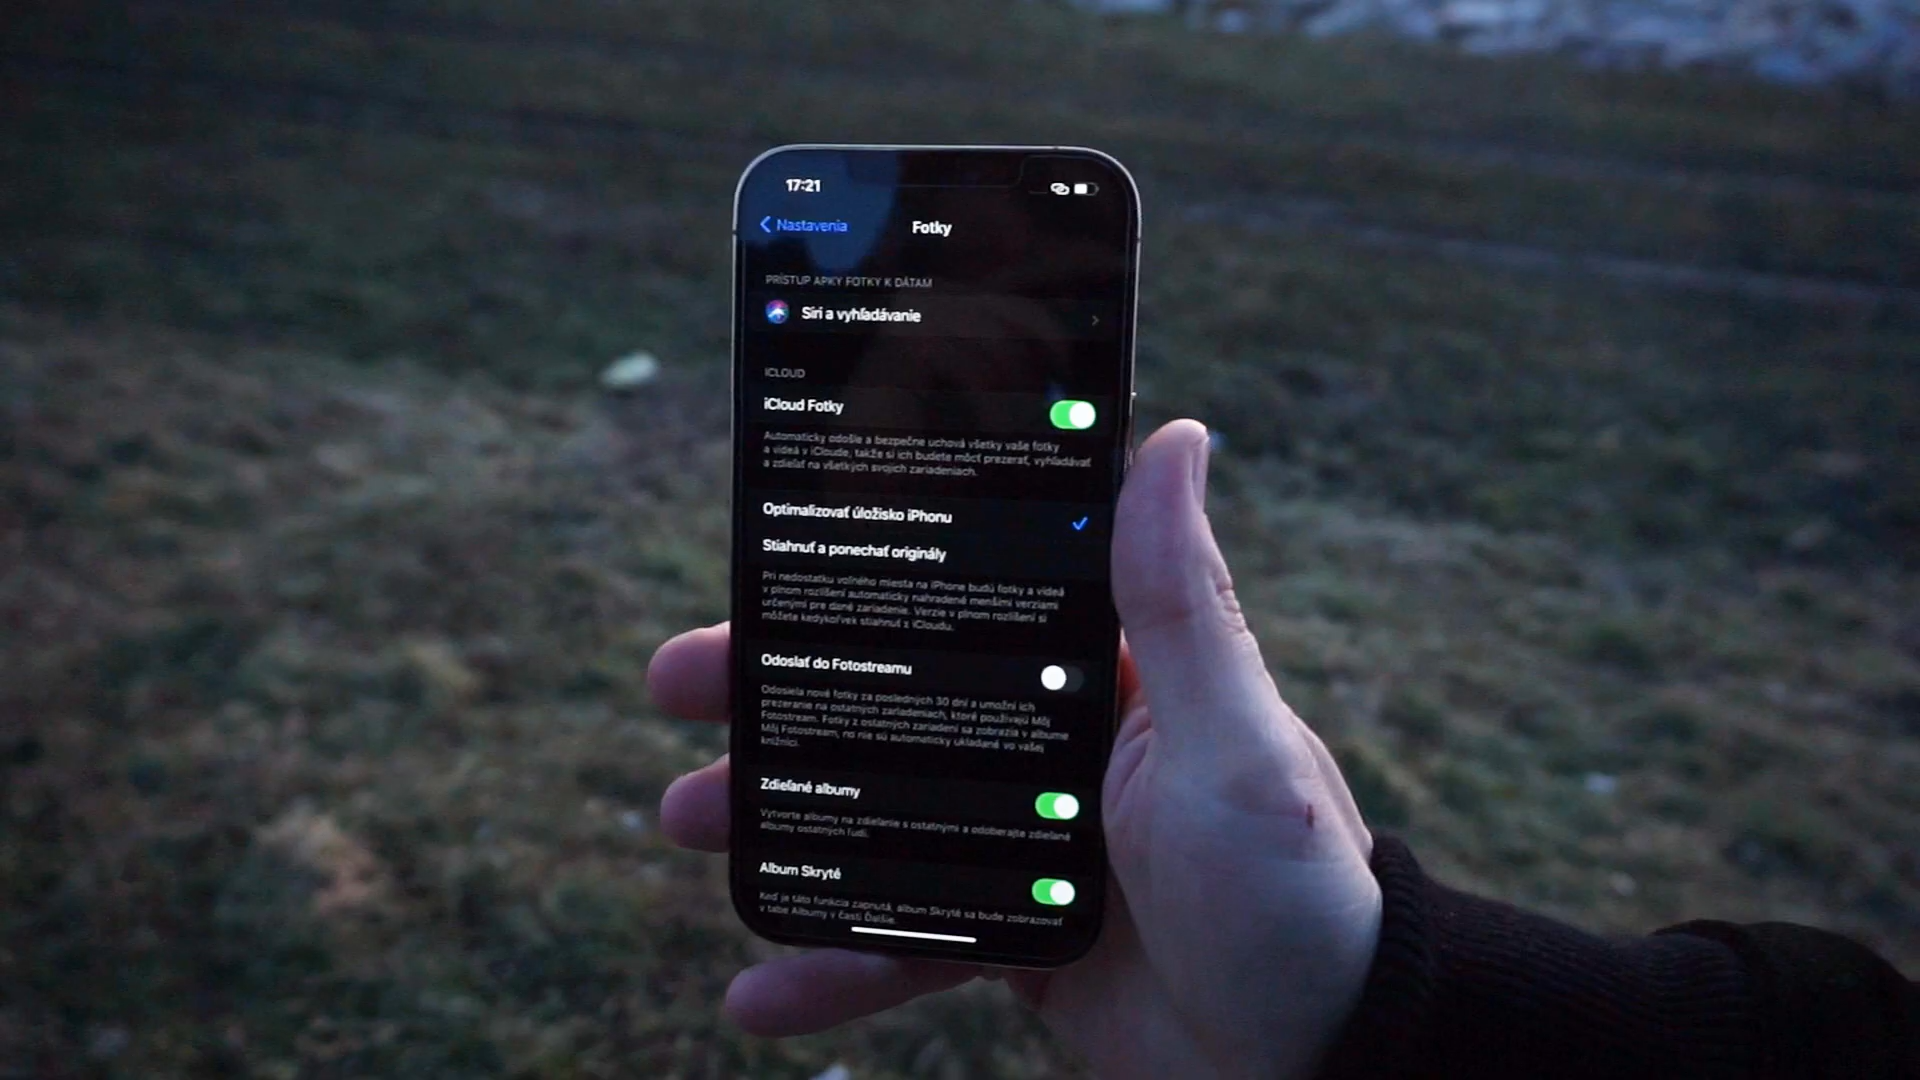 17:21
Nastavenia
Fotky
PRÍSTUP APKY FOTKY K DÁTAM
Siri a vyhľadávanie
ICLOUD
iCloud Fotky
Automaticky odošle a bezpečne uchová všetky vaše fotky
a videá v iCloude, takže si ich budete môcť prezerať, vyhľadávať
a zdieľať na všetkých svojich zariadeniach.
Optimalizovať úložisko iPhonu
Stiahnuť a ponechať originály
Pri nedostatku voľného miesta na iPhone budú fotky a videá
v plnom rozlíšení automaticky nahradené menšími verziami
určenými pre dané zariadenie. Verzie v plnom rozlíšení si
môžete kedykoľvek stiahnuť z iCloudu.
Odoslať do Fotostreamu
Odosiela nové fotky za posledných 30 dní a umožní ich
prezeranie na ostatných zariadeniach, ktoré používajú Môj
Fotostream. Fotky z ostatných zariadení sa zobrazia v albume
Môj Fotostream, no nie sú automaticky ukladané vo vašej
knižnici.
Zdieľané albumy
Vytvorte albumy na zdieľanie s ostatnými a odoberajte zdieľané
albumy ostatných ľudí.
Album Skryté
Keď je táto funkcia zapnutá, album Skryté sa bude zobrazovať
v tabe Albumy v časti Ďalšie.